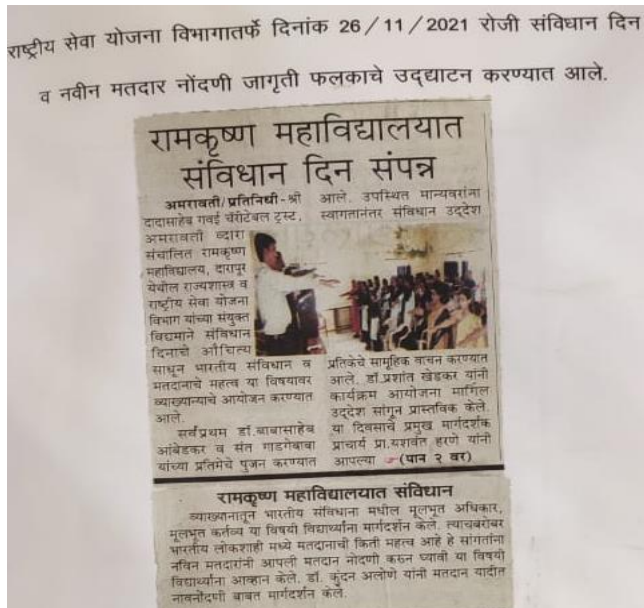 राष्ट्रीय सेवा योजना विभागातर्फे दिनांक 26/11/2021 रोजी संविधान दिन
व नवीन मतदार नोंदणी जागृती फलकाचे उद्द्याटन करण्यात आले.
रामकृष्ण महाविद्यालयात
संविधान दिन संपन्न
अमरावती/प्रतिनिधी-श्री
दादासाहेब गवई चॅरीटेबल ट्रस्ट,
अमरावती व्दारा
संचालित रामकृष्ण
महाविद्यालय, दारापूर
येथील राज्यशास्त्र व
राष्ट्रीय सेवा योजना
विभाग यांच्या संयुक्त
विद्यमाने संविधान
दिनाचे औचित्य
साधून भारतीय संविधान व
मतदानाचे महत्व या विषयावर
व्याख्यान्याचे आयोजन करण्यात
आले.
सर्वप्रथम डॉ.बाबासाहेब
आंबेडकर व संत गाडगेबाबा
यांच्या प्रतिमेचे पुजन करण्यात
आले. उपस्थित मान्यवरांना
स्वागतानंतर संविधान उद्देश
प्रतिकेचे सामूहिक वाचन करण्यात
आले. डॉ.प्रशांत खेडकर यांनी
कार्यक्रम आयोजना मागिल
उद्देश सांगुन प्रास्तविक केले.
या दिवसाचे प्रमुख मार्गदर्शक
प्राचार्य प्रा.यशवंत हरणे यांनी
आपल्या (पान २ वर)
रामकृष्ण महाविद्यालयात संविधान
व्याख्यानातून भारतीय संविधाना मधील मूलभूत अधिकार,
मूलभूत कर्तव्य या विषयी विद्यार्थ्यांना मार्गदर्शन केले. त्याचबरोबर
भारतीय लोकशाही मध्ये मतदानाची किती महत्व आहे हे सांगतांना
नविन मतदारांनी आपली मतदान नोदणी करून घ्यावी या विषयी
विद्यार्थ्यांना आव्हान केले. डॉ. कुंदन अलोणे यांनी मतदान यादीत
नावनोंदणी बाबत मार्गदर्शन केले.